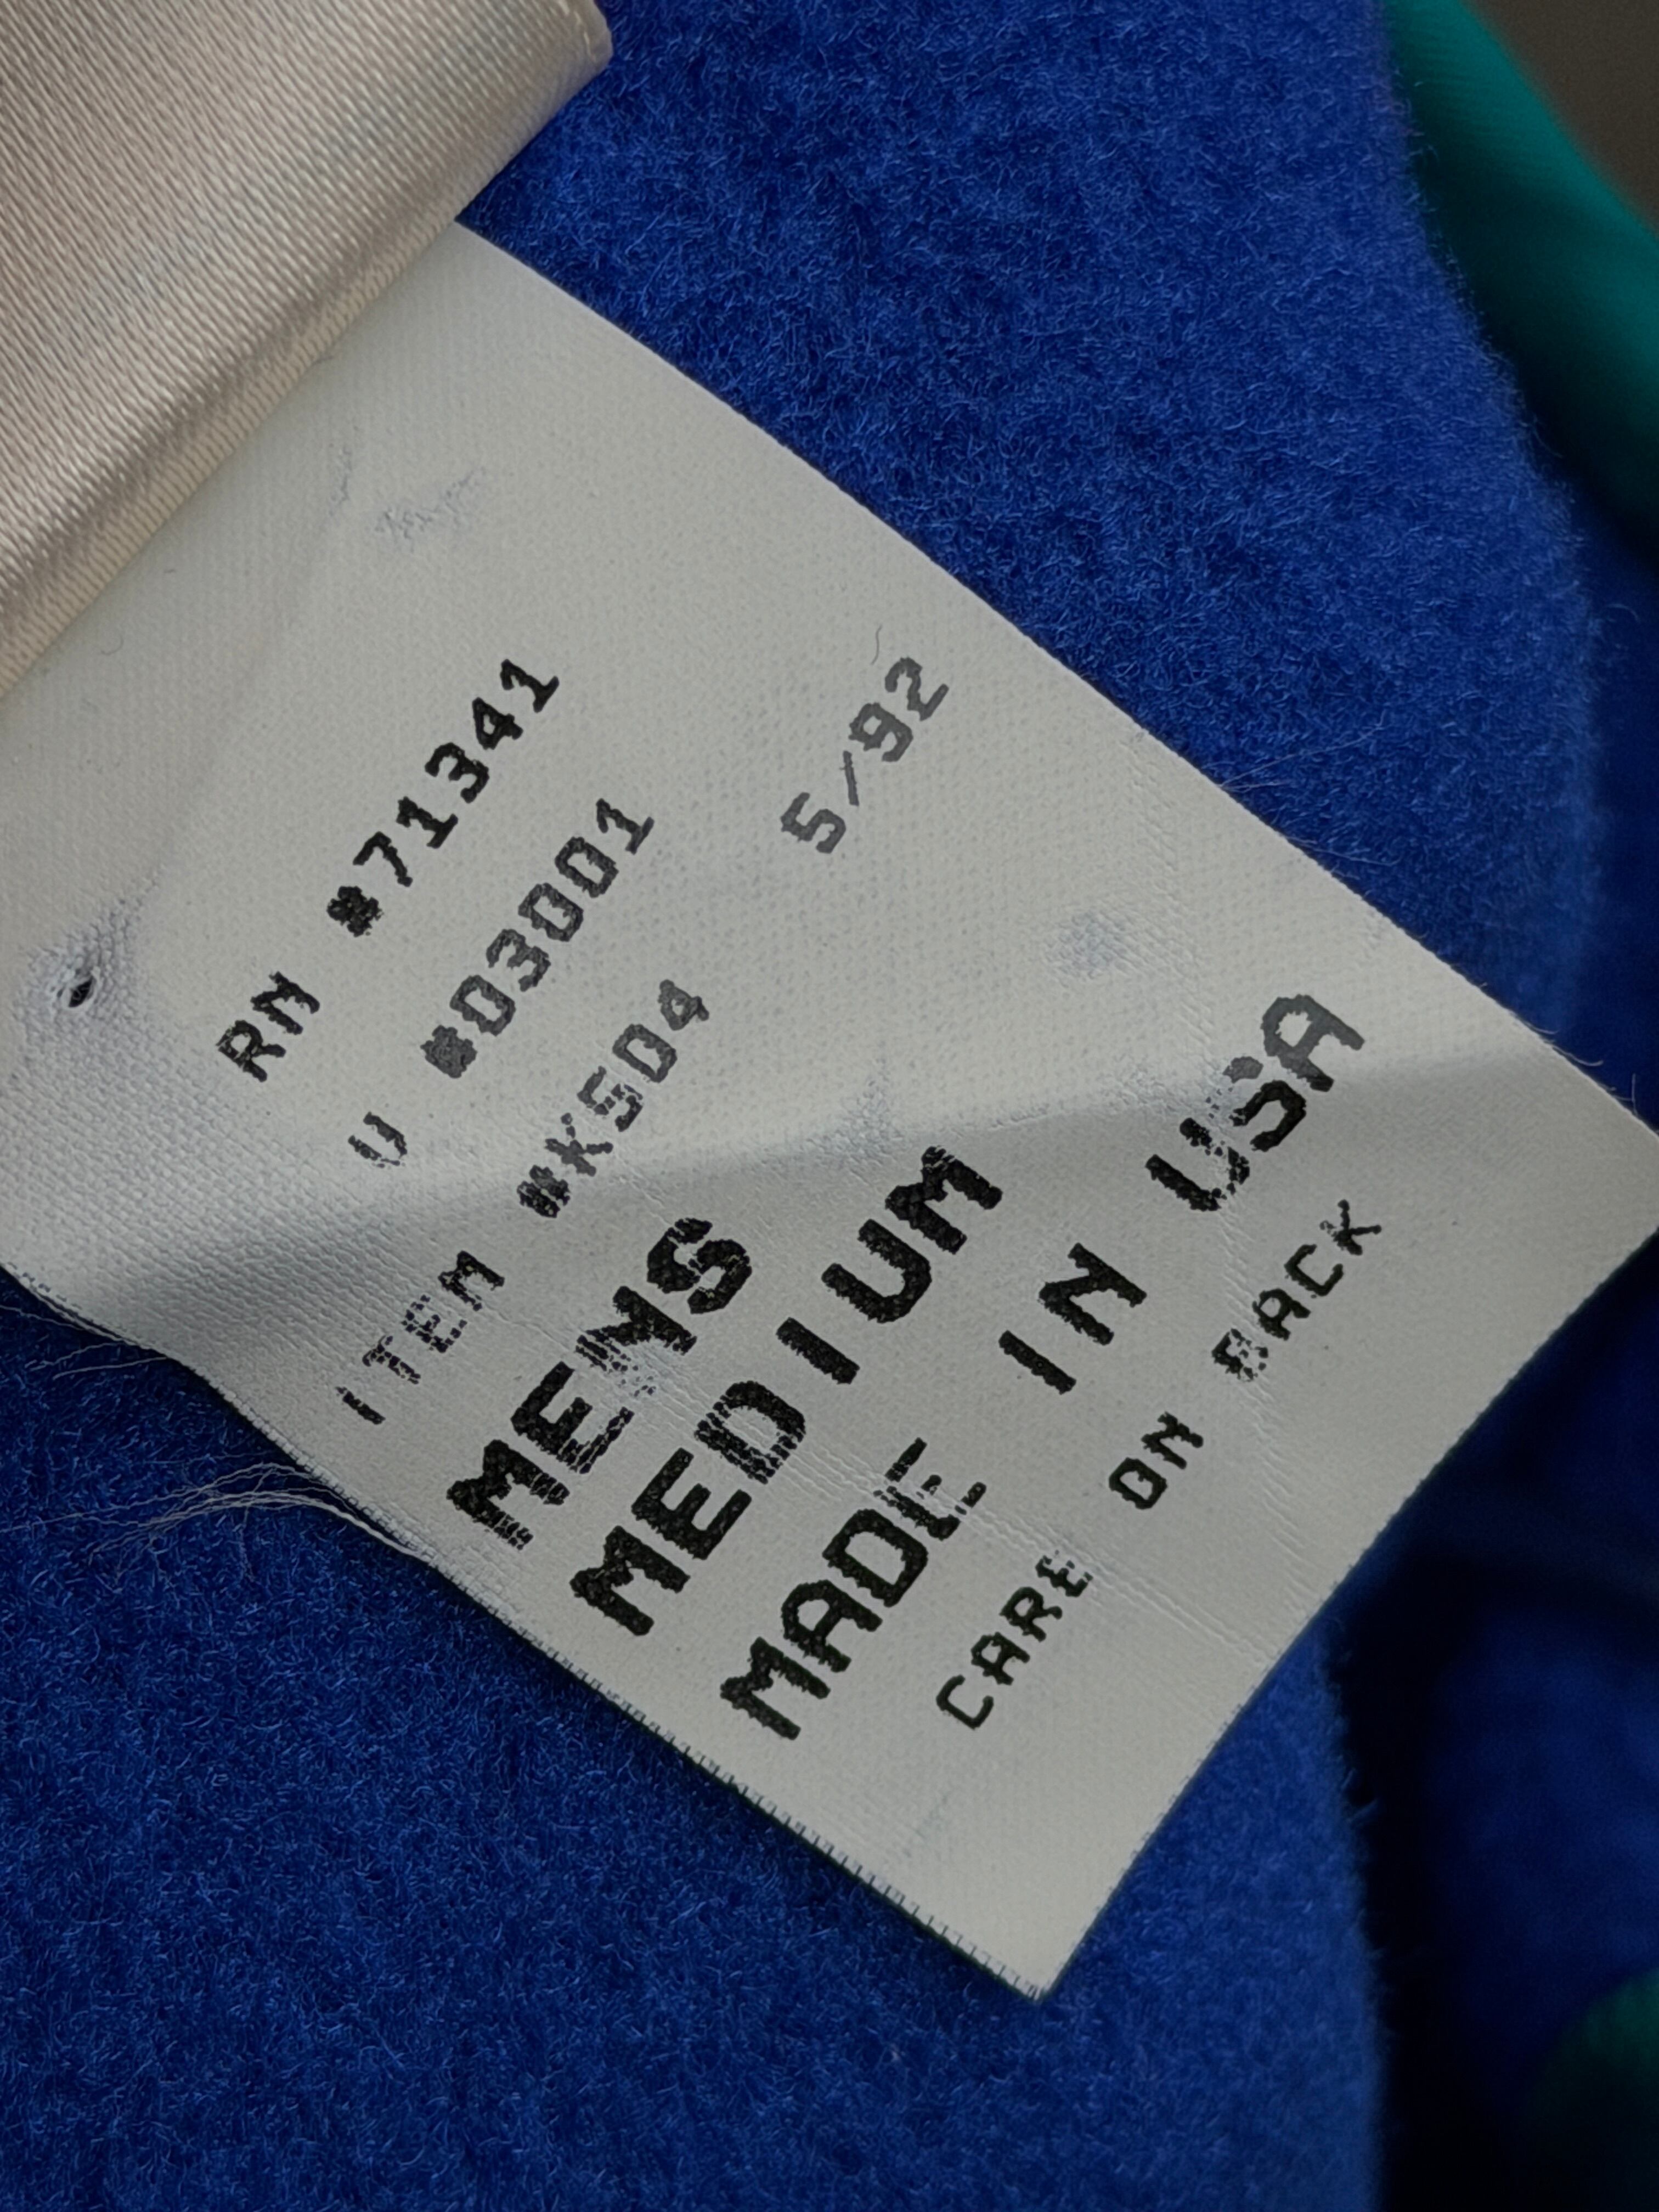 RN #71341
U #03001
ITEM #K504 5/92
MENS
MEDIUM
MADE IN USA
CARE ON BACK